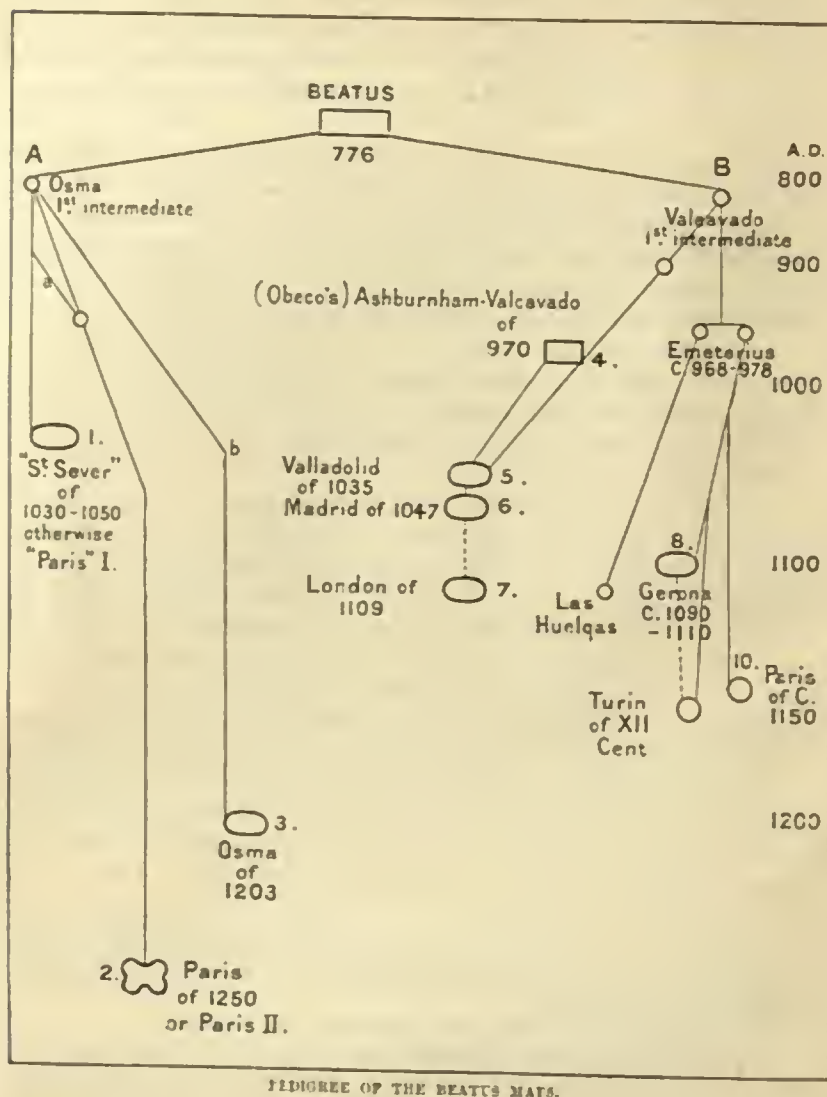 BEATUS
776
A.D.
A
Osma
1st. intermediate
B
800
Valcavado
1st. intermediate
900
a
(Obeco's) Ashburnham-Valcavado
of
970
4.
Emeterius
C. 968-978
1000
b
1.
"St. Sever"
of
1030-1050
otherwise
"Paris" I.
Valladolid
of 1035
5.
Madrid of 1047
6.
8.
1100
London of
1109
7.
Las
Huelgas
Gerona
C. 1090
-1110
10.
Paris
of C.
1150
Turin
of XII
Cent
3.
1200
Osma
of
1203
2.
Paris
of 1250
or Paris II.
PEDIGREE OF THE BEATUS MAPS.